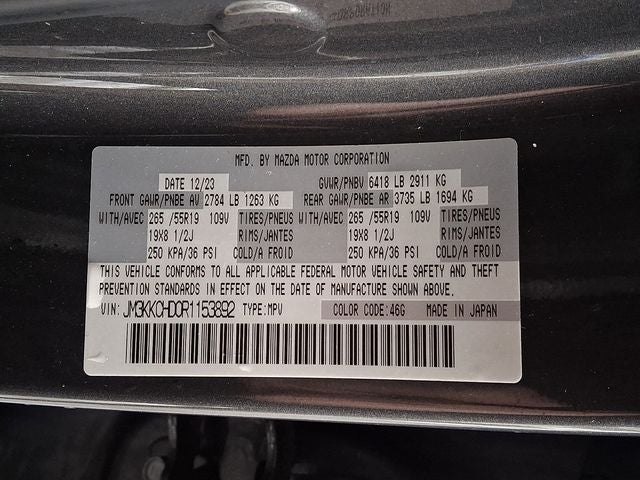 MFD. BY MAZDA MOTOR CORPORATION
DATE 12/23 GVWR/PNBV 6418 LB 2911 KG
FRONT GAWR/PNBE AV 2784 LB 1263 KG REAR GAWR/PNBE AR 3735 LB 1694 KG
WITH/AVEC 265 /55R19 109V TIRES/PNEUS WITH/AVEC 265 /55R19 109V TIRES/PNEUS
19X8 1/2J RIMS/JANTES 19X8 1/2J RIMS/JANTES
250 KPA/36 PSI COLD/A FROID 250 KPA/36 PSI COLD/A FROID
THIS VEHICLE CONFORMS TO ALL APPLICABLE FEDERAL MOTOR VEHICLE SAFETY AND THEFT
PREVENTION STANDARDS IN EFFECT ON THE DATE OF MANUFACTURE SHOWN ABOVE.
VIN: JM3KKCHD0R1153892 TYPE:MPV COLOR CODE:46G MADE IN JAPAN